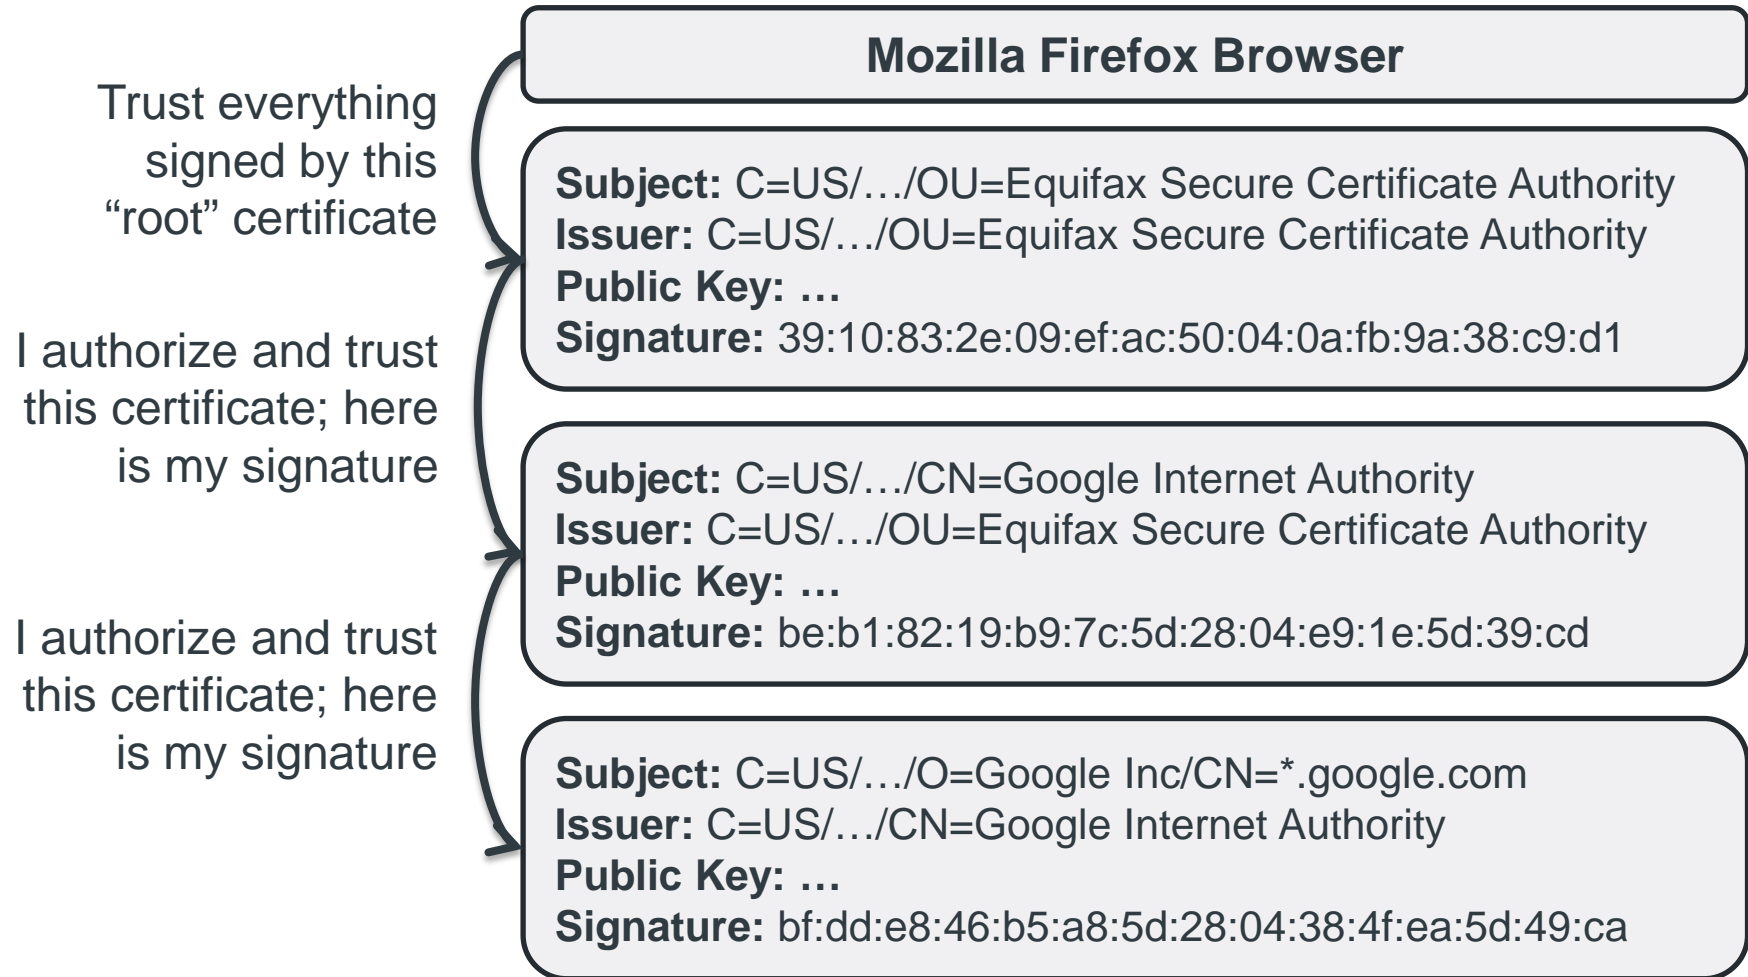 Mozilla Firefox Browser
Trust everything
signed by this
“root” certificate
Subject: C=US/…/OU=Equifax Secure Certificate Authority
Issuer: C=US/…/OU=Equifax Secure Certificate Authority
Public Key: …
Signature: 39:10:83:2e:09:ef:ac:50:04:0a:fb:9a:38:c9:d1
I authorize and trust
this certificate; here
is my signature
Subject: C=US/…/CN=Google Internet Authority
Issuer: C=US/…/OU=Equifax Secure Certificate Authority
Public Key: …
Signature: be:b1:82:19:b9:7c:5d:28:04:e9:1e:5d:39:cd
I authorize and trust
this certificate; here
is my signature
Subject: C=US/…/O=Google Inc/CN=*.google.com
Issuer: C=US/…/CN=Google Internet Authority
Public Key: …
Signature: bf:dd:e8:46:b5:a8:5d:28:04:38:4f:ea:5d:49:ca